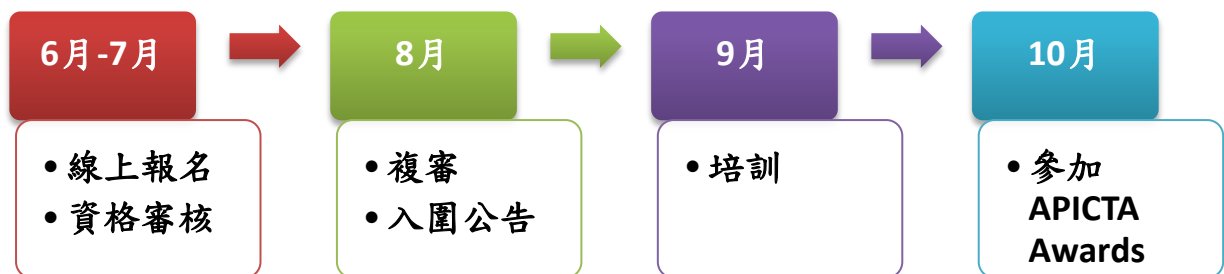 6月-7月
• 線上報名
• 資格審核
8月
• 複審
• 入圍公告
9月
• 培訓
10月
• 參加
APICTA
Awards